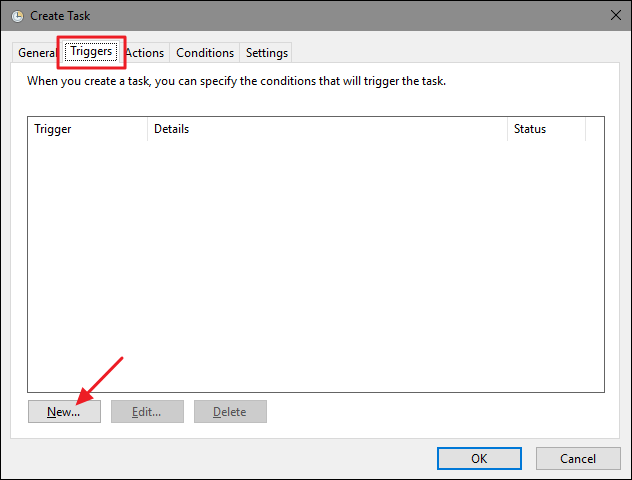 Create Task
General Triggers Actions Conditions Settings
When you create a task, you can specify the conditions that will trigger the task.
Trigger Details Status
New... Edit... Delete
OK Cancel